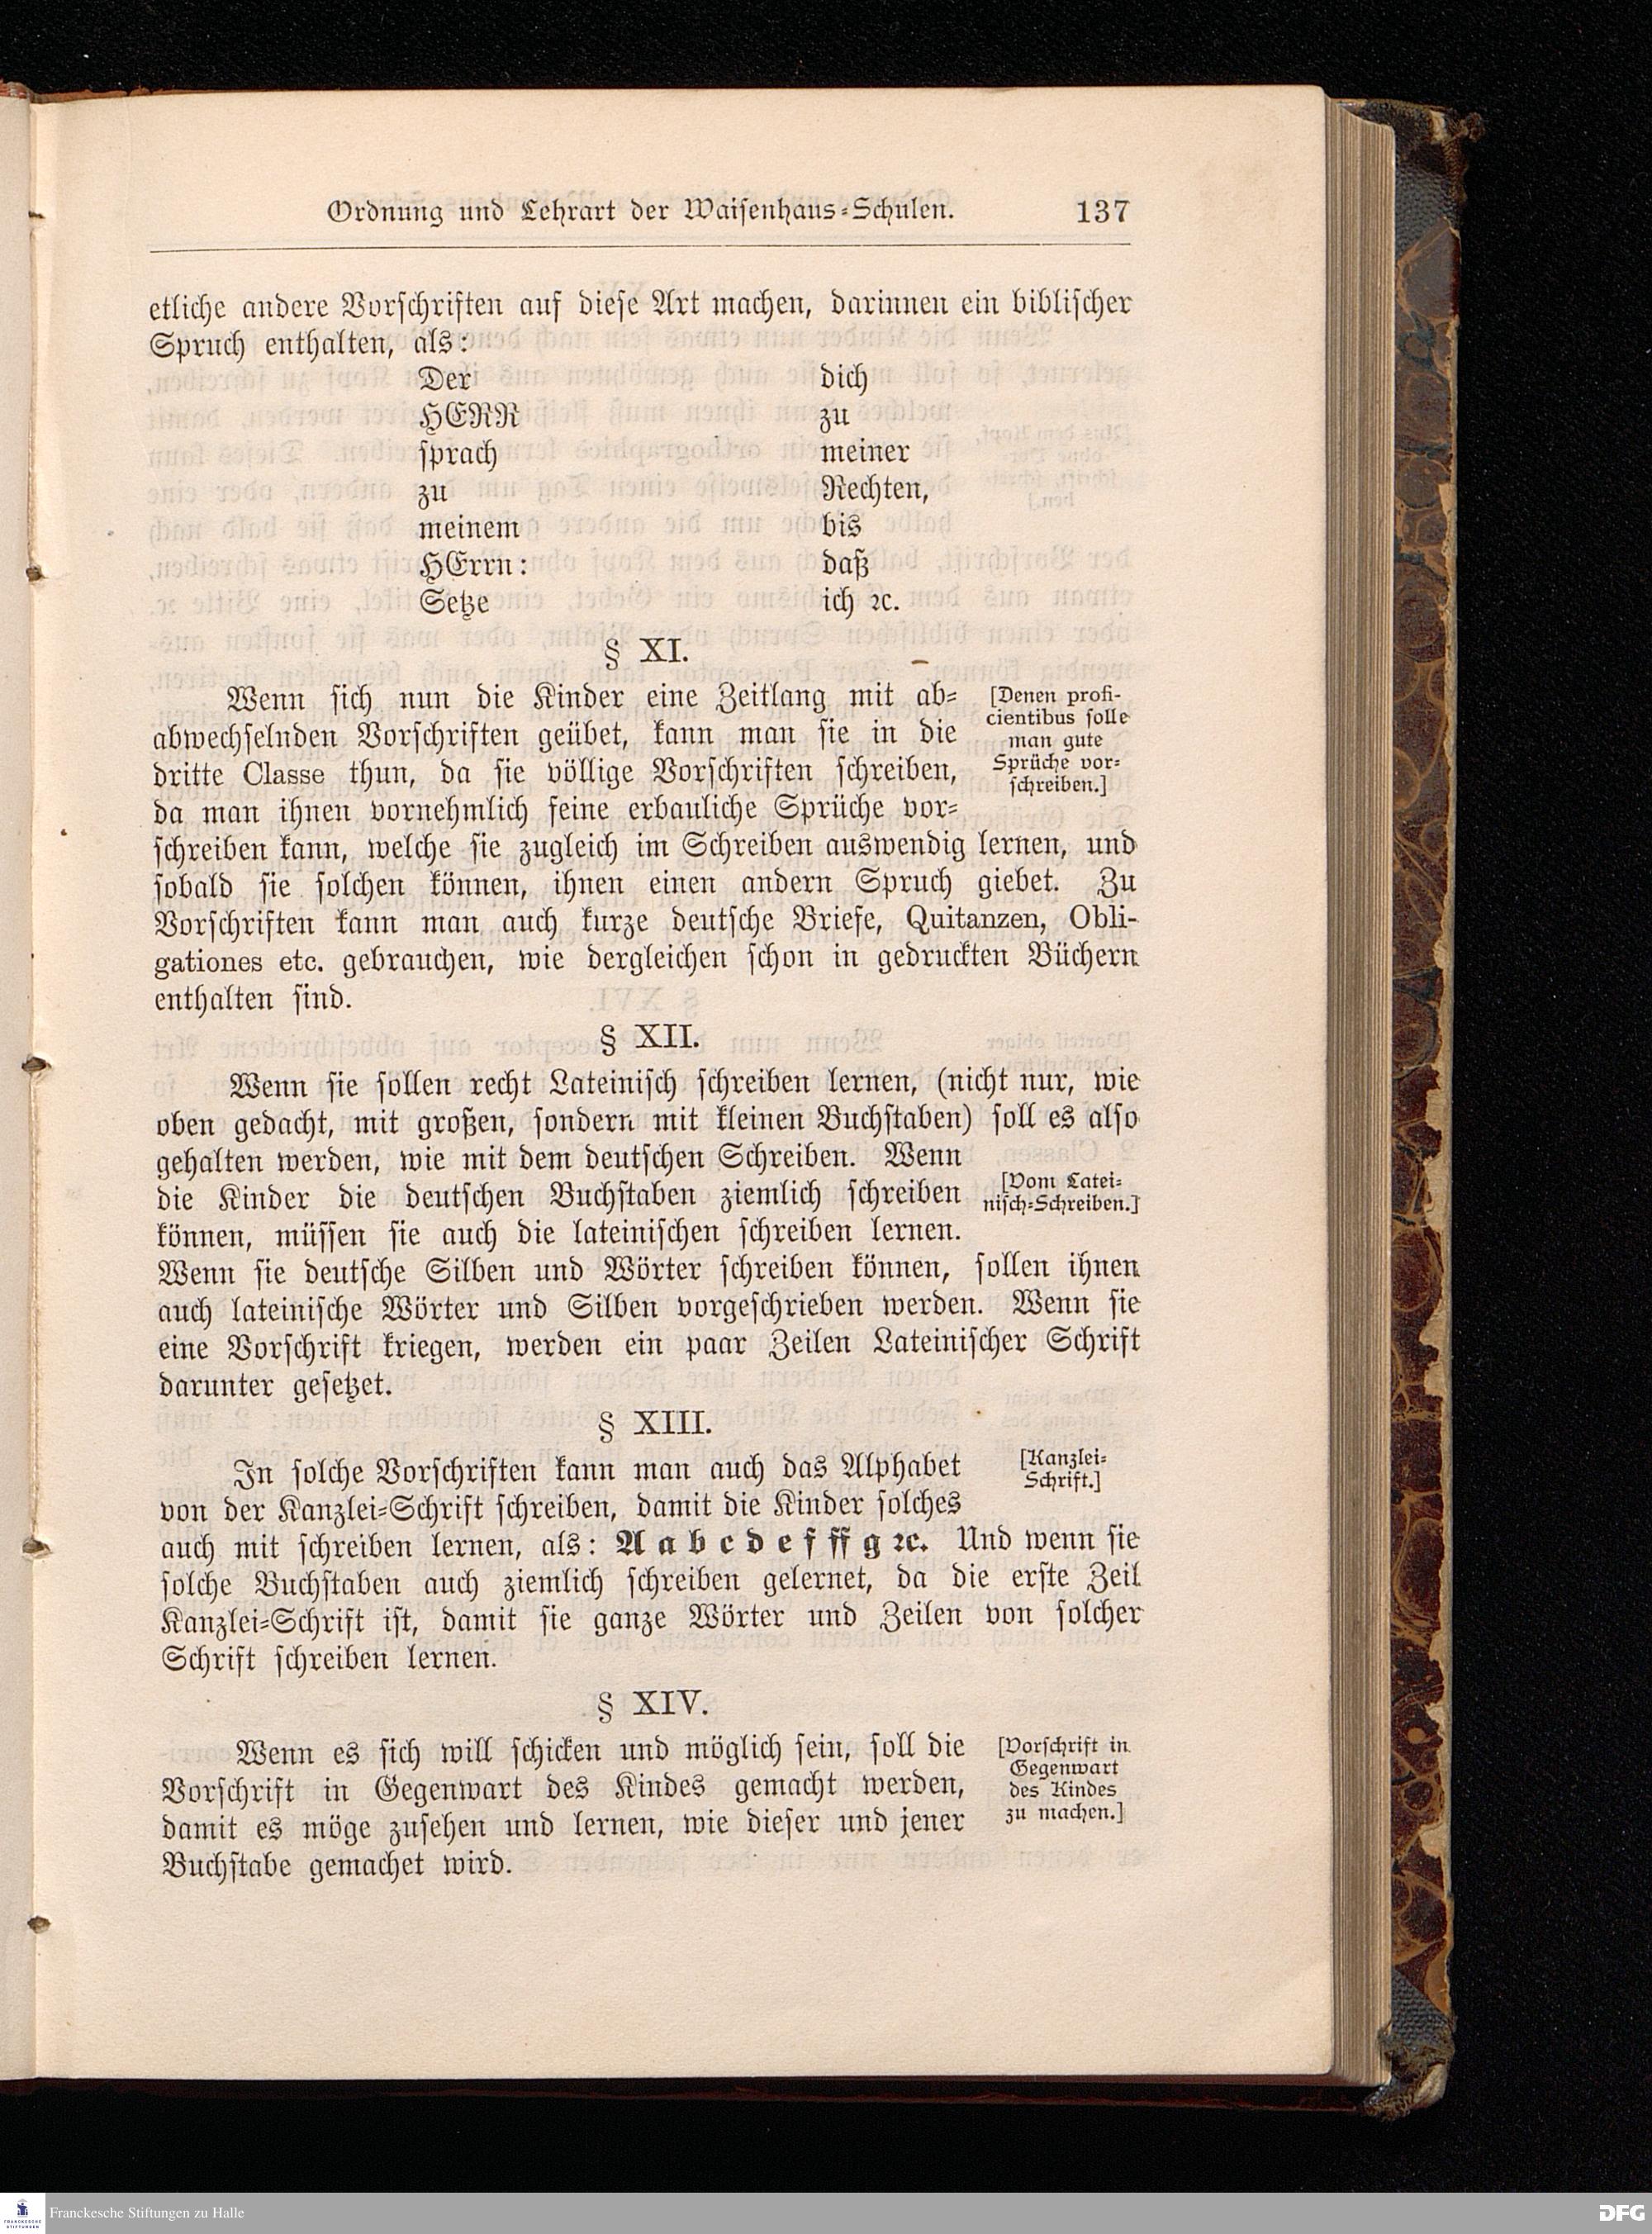 Ordnung und Lehrart der Waisenhaus-Schulen. 137
etliche andere Vorschriften auf diese Art machen, darinnen ein biblischer
Spruch enthalten, als:
Der
HERR
sprach
zu
meinem
HErrn:
Setze
dich
zu
meiner
Rechten,
bis
daß
ich ꝛc.
§ XI.
Wenn sich nun die Kinder eine Zeitlang mit ab-
abwechselnden Vorschriften geübet, kann man sie in die
dritte Classe thun, da sie völlige Vorschriften schreiben,
da man ihnen vornehmlich feine erbauliche Sprüche vor-
[Denen profi-
cientibus solle
man gute
Sprüche vor-
schreiben.]
schreiben kann, welche sie zugleich im Schreiben auswendig lernen, und
sobald sie solchen können, ihnen einen andern Spruch giebet. Zu
Vorschriften kann man auch kurze deutsche Briefe, Quitanzen, Obli-
gationes etc. gebrauchen, wie dergleichen schon in gedruckten Büchern
enthalten sind.
§ XII.
Wenn sie sollen recht Lateinisch schreiben lernen, (nicht nur, wie
oben gedacht, mit großen, sondern mit kleinen Buchstaben) soll es also
gehalten werden, wie mit dem deutschen Schreiben. Wenn
die Kinder die deutschen Buchstaben ziemlich schreiben
können, müssen sie auch die lateinischen schreiben lernen.
[Vom Latei-
nisch-Schreiben.]
Wenn sie deutsche Silben und Wörter schreiben können, sollen ihnen
auch lateinische Wörter und Silben vorgeschrieben werden. Wenn sie
eine Vorschrift kriegen, werden ein paar Zeilen Lateinischer Schrift
darunter gesetzet.
§ XIII.
In solche Vorschriften kann man auch das Alphabet
von der Kanzlei-Schrift schreiben, damit die Kinder solches
[Kanzlei-
Schrift.]
auch mit schreiben lernen, als: A a b c d e f ff g ꝛc. Und wenn sie
solche Buchstaben auch ziemlich schreiben gelernet, da die erste Zeil
Kanzlei-Schrift ist, damit sie ganze Wörter und Zeilen von solcher
Schrift schreiben lernen.
§ XIV.
Wenn es sich will schicken und möglich sein, soll die
Vorschrift in Gegenwart des Kindes gemacht werden,
damit es möge zusehen und lernen, wie dieser und jener
Buchstabe gemachet wird.
[Vorschrift in
Gegenwart
des Kindes
zu machen.]
FRANCKESCHE
STIFTUNGEN
Franckesche Stiftungen zu Halle
DFG